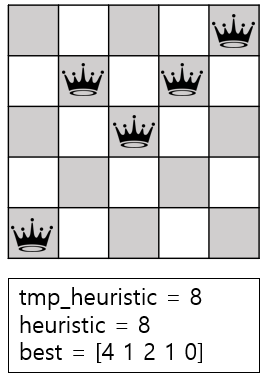 tmp_heuristic = 8
heuristic = 8
best = [4 1 2 1 0]